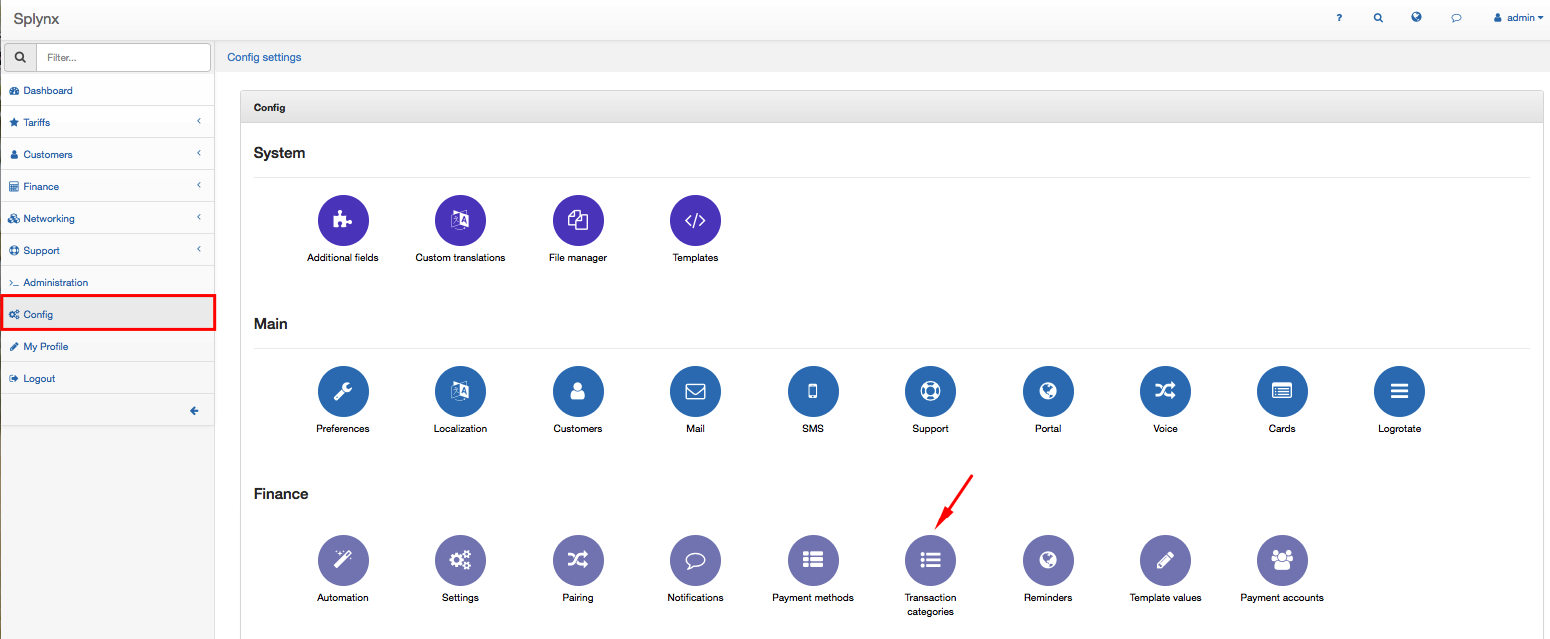 Splynx
?
admin
Filter...
Config settings
Dashboard
Tariffs
Customers
Finance
Networking
Support
Administration
Config
My Profile
Logout
Config
System
Additional fields
Custom translations
File manager
Templates
Main
Preferences
Localization
Customers
Mail
SMS
Support
Portal
Voice
Cards
Logrotate
Finance
Automation
Settings
Pairing
Notifications
Payment methods
Transaction
categories
Reminders
Template values
Payment accounts